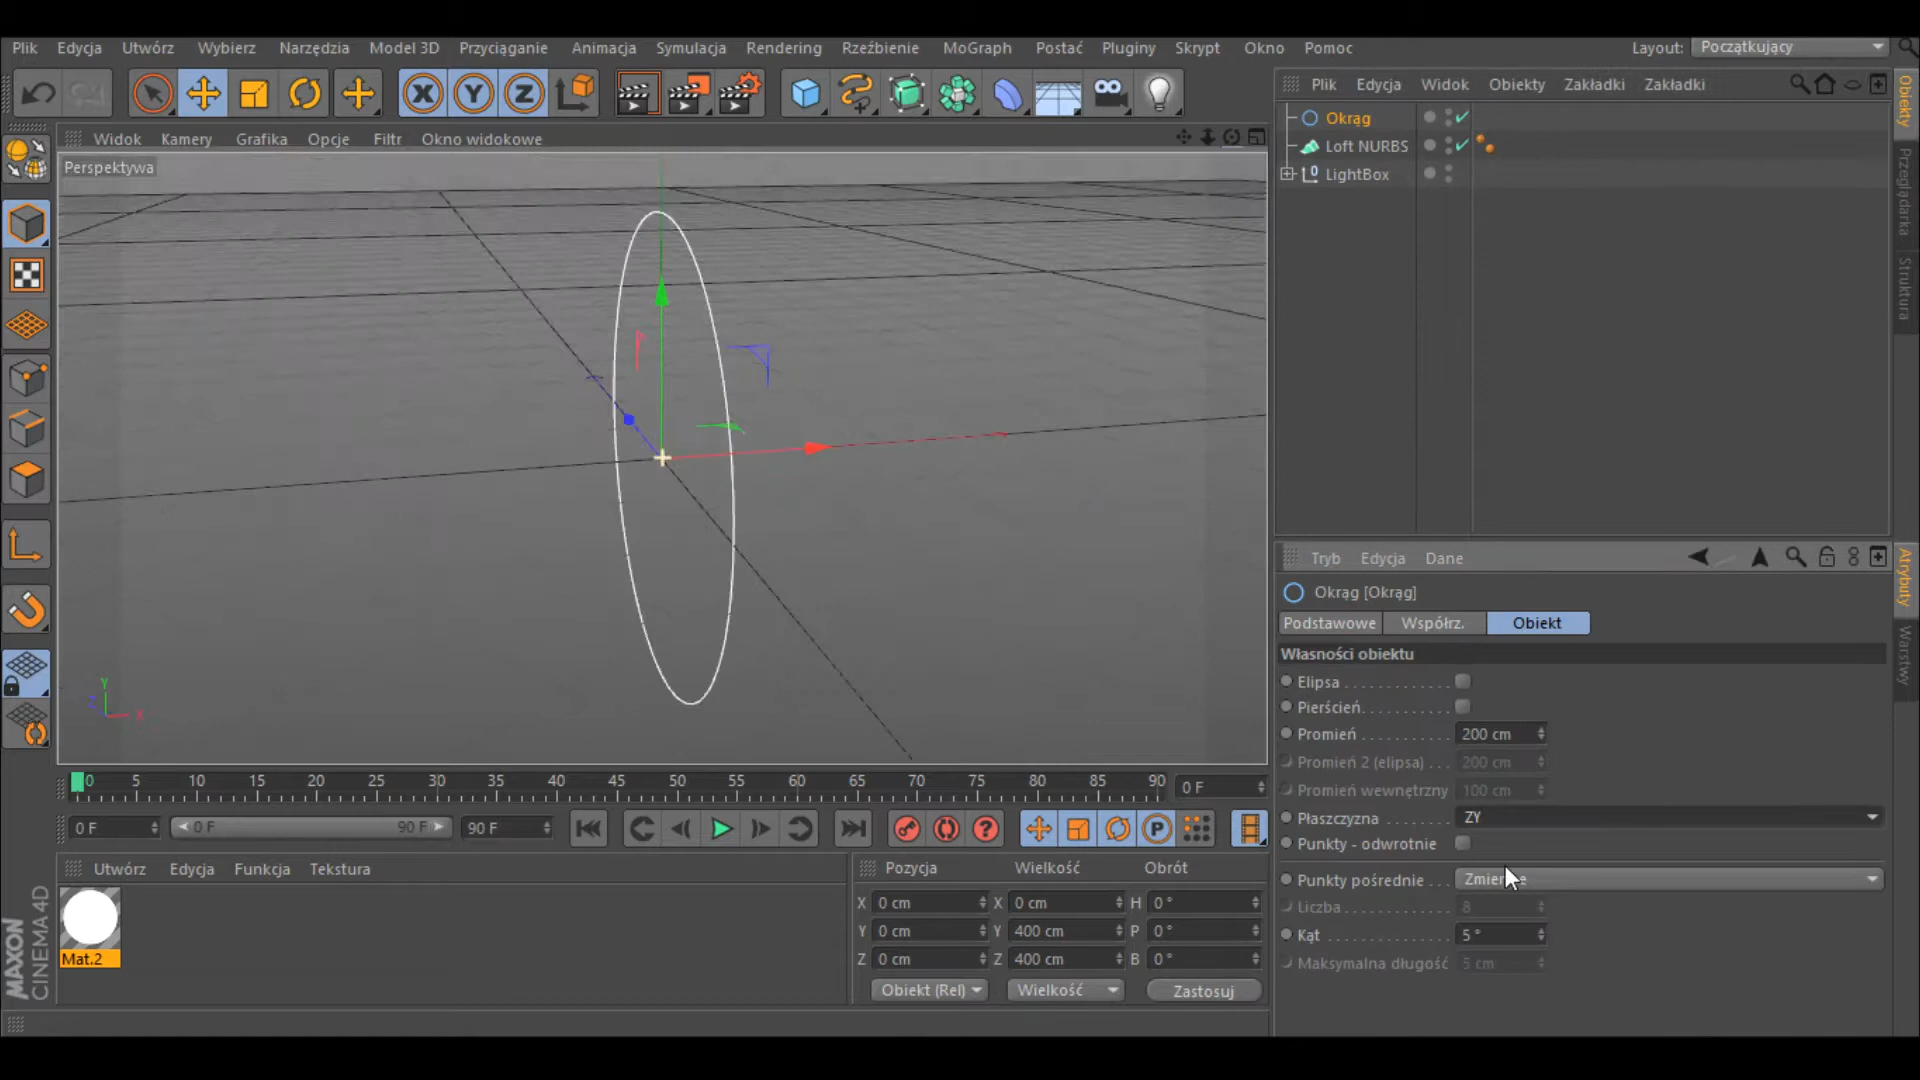 Plik Edycja Utwórz Wybierz Narzędzia Model 3D Przyciąganie Animacja Symulacja Rendering Rzeźbienie MoGraph Postać Pluginy Skrypt Okno Pomoc Layout: Początkujący
Plik Edycja Widok Obiekty Zakładki Zakładki
Widok Kamery Grafika Opcje Filtr Okno widokowe
Perspektywa
Okrąg
Loft NURBS
LightBox
Obiekty
Przeglądarka
Struktura
Y
Z X
Tryb Edycja Dane
Atrybuty
Warstwy
Okrąg [Okrąg]
Podstawowe Współrz. Obiekt
Własności obiektu
Elipsa
Pierścień
Promień 200 cm
Promień 2 (elipsa) 200 cm
Promień wewnętrzny 100 cm
Płaszczyzna ZY
Punkty - odwrotnie
Punkty pośrednie
Liczba 8
Kąt 5 °
Maksymalna długość 5 cm
0 5 10 15 20 25 30 35 40 45 50 55 60 65 70 75 80 85 90 0 F
0 F 0 F 90 F 90 F
Utwórz Edycja Funkcja Tekstura
Mat.2
MAXON
CINEMA 4D
Pozycja Wielkość Obrót
X 0 cm X 0 cm H 0 °
Y 0 cm Y 400 cm P 0 °
Z 0 cm Z 400 cm B 0 °
Obiekt (Rel) Wielkość Zastosuj